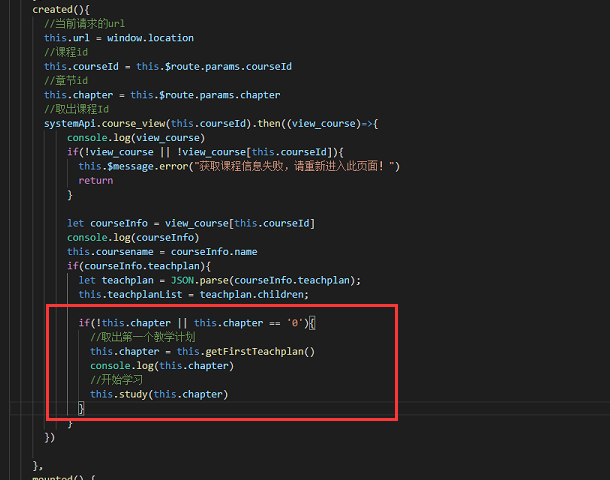 created(){
//当前请求的url
this.url = window.location
//课程id
this.courseId = this.$route.params.courseId
//章节id
this.chapter = this.$route.params.chapter
//取出课程Id
systemApi.course_view(this.courseId).then((view_course)=>{
console.log(view_course)
if(!view_course || !view_course[this.courseId]){
this.$message.error("获取课程信息失败，请重新进入此页面！")
return
}
let courseInfo = view_course[this.courseId]
console.log(courseInfo)
this.coursename = courseInfo.name
if(courseInfo.teachplan){
let teachplan = JSON.parse(courseInfo.teachplan);
this.teachplanList = teachplan.children;
if(!this.chapter || this.chapter == '0'){
//取出第一个教学计划
this.chapter = this.getFirstTeachplan()
console.log(this.chapter)
//开始学习
this.study(this.chapter)
}
}
})
},
mounted() {